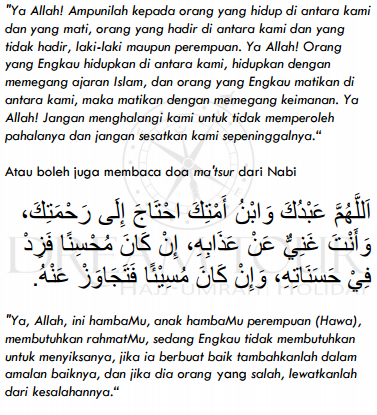 "Ya Allah! Ampunilah kepada orang yang hidup di antara kami
dan yang mati, orang yang hadir di antara kami dan yang
tidak hadir, laki-laki maupun perempuan. Ya Allah! Orang
yang Engkau hidupkan di antara kami, hidupkan dengan
memegang ajaran Islam, dan orang yang Engkau matikan di
antara kami, maka matikan dengan memegang keimanan. Ya
Allah! Jangan menghalangi kami untuk tidak memperoleh
pahalanya dan jangan sesatkan kami sepeninggalnya.“
Atau boleh juga membaca doa ma'tsur dari Nabi
اَللَّهُمَّ عَبْدُكَ وَابْنُ أَمَتِكَ احْتَاجَ إِلَى رَحْمَتِكَ،
وَأَنْتَ غَنِيٌّ عَنْ عَذَابِهِ، إِنْ كَانَ مُحْسِنًا فَزِدْ
فِيْ حَسَنَاتِهِ، وَإِنْ كَانَ مُسِيْئًا فَتَجَاوَزْ عَنْهُ.
"Ya, Allah, ini hambaMu, anak hambaMu perempuan (Hawa),
membutuhkan rahmatMu, sedang Engkau tidak membutuhkan
untuk menyiksanya, jika ia berbuat baik tambahkanlah dalam
amalan baiknya, dan jika dia orang yang salah, lewatkanlah
dari kesalahannya.“